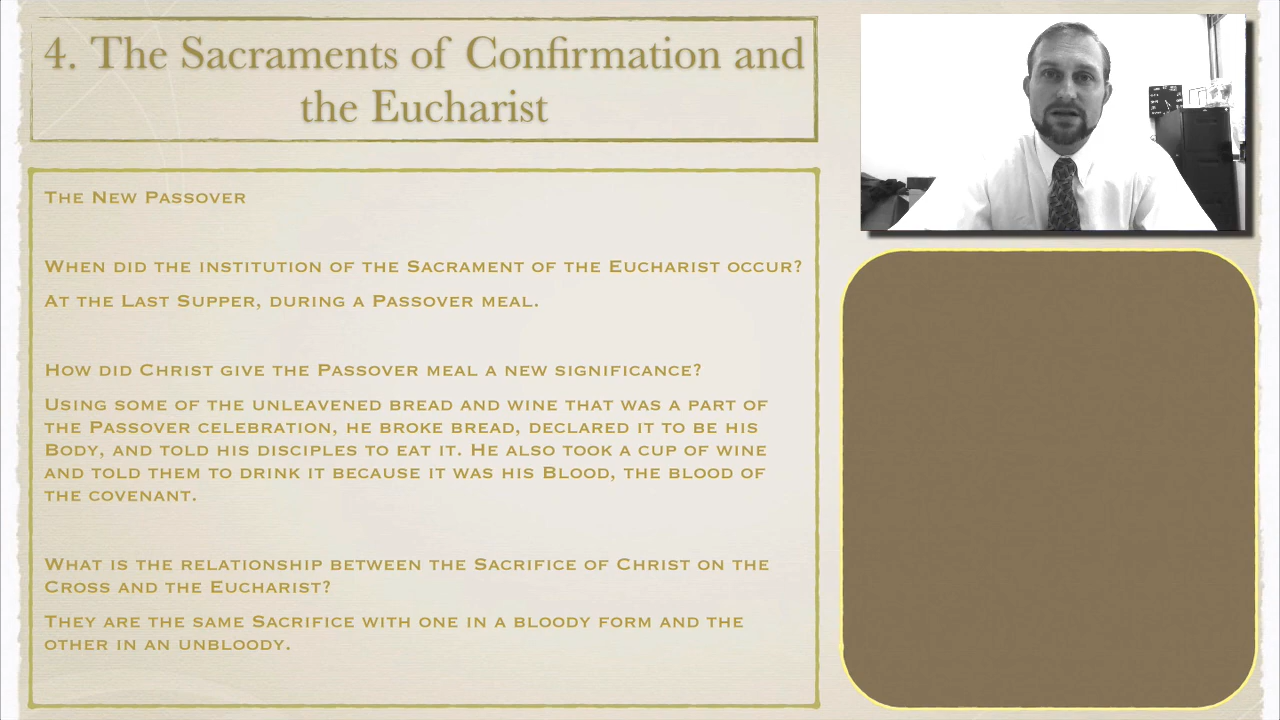 4. The Sacraments of Confirmation and
the Eucharist
The New Passover
When did the institution of the Sacrament of the Eucharist occur?
At the Last Supper, during a Passover meal.
How did Christ give the Passover meal a new significance?
Using some of the unleavened bread and wine that was a part of
the Passover celebration, he broke bread, declared it to be his
Body, and told his disciples to eat it. He also took a cup of wine
and told them to drink it because it was his Blood, the blood of
the covenant.
What is the relationship between the Sacrifice of Christ on the
Cross and the Eucharist?
They are the same Sacrifice with one in a bloody form and the
other in an unbloody.